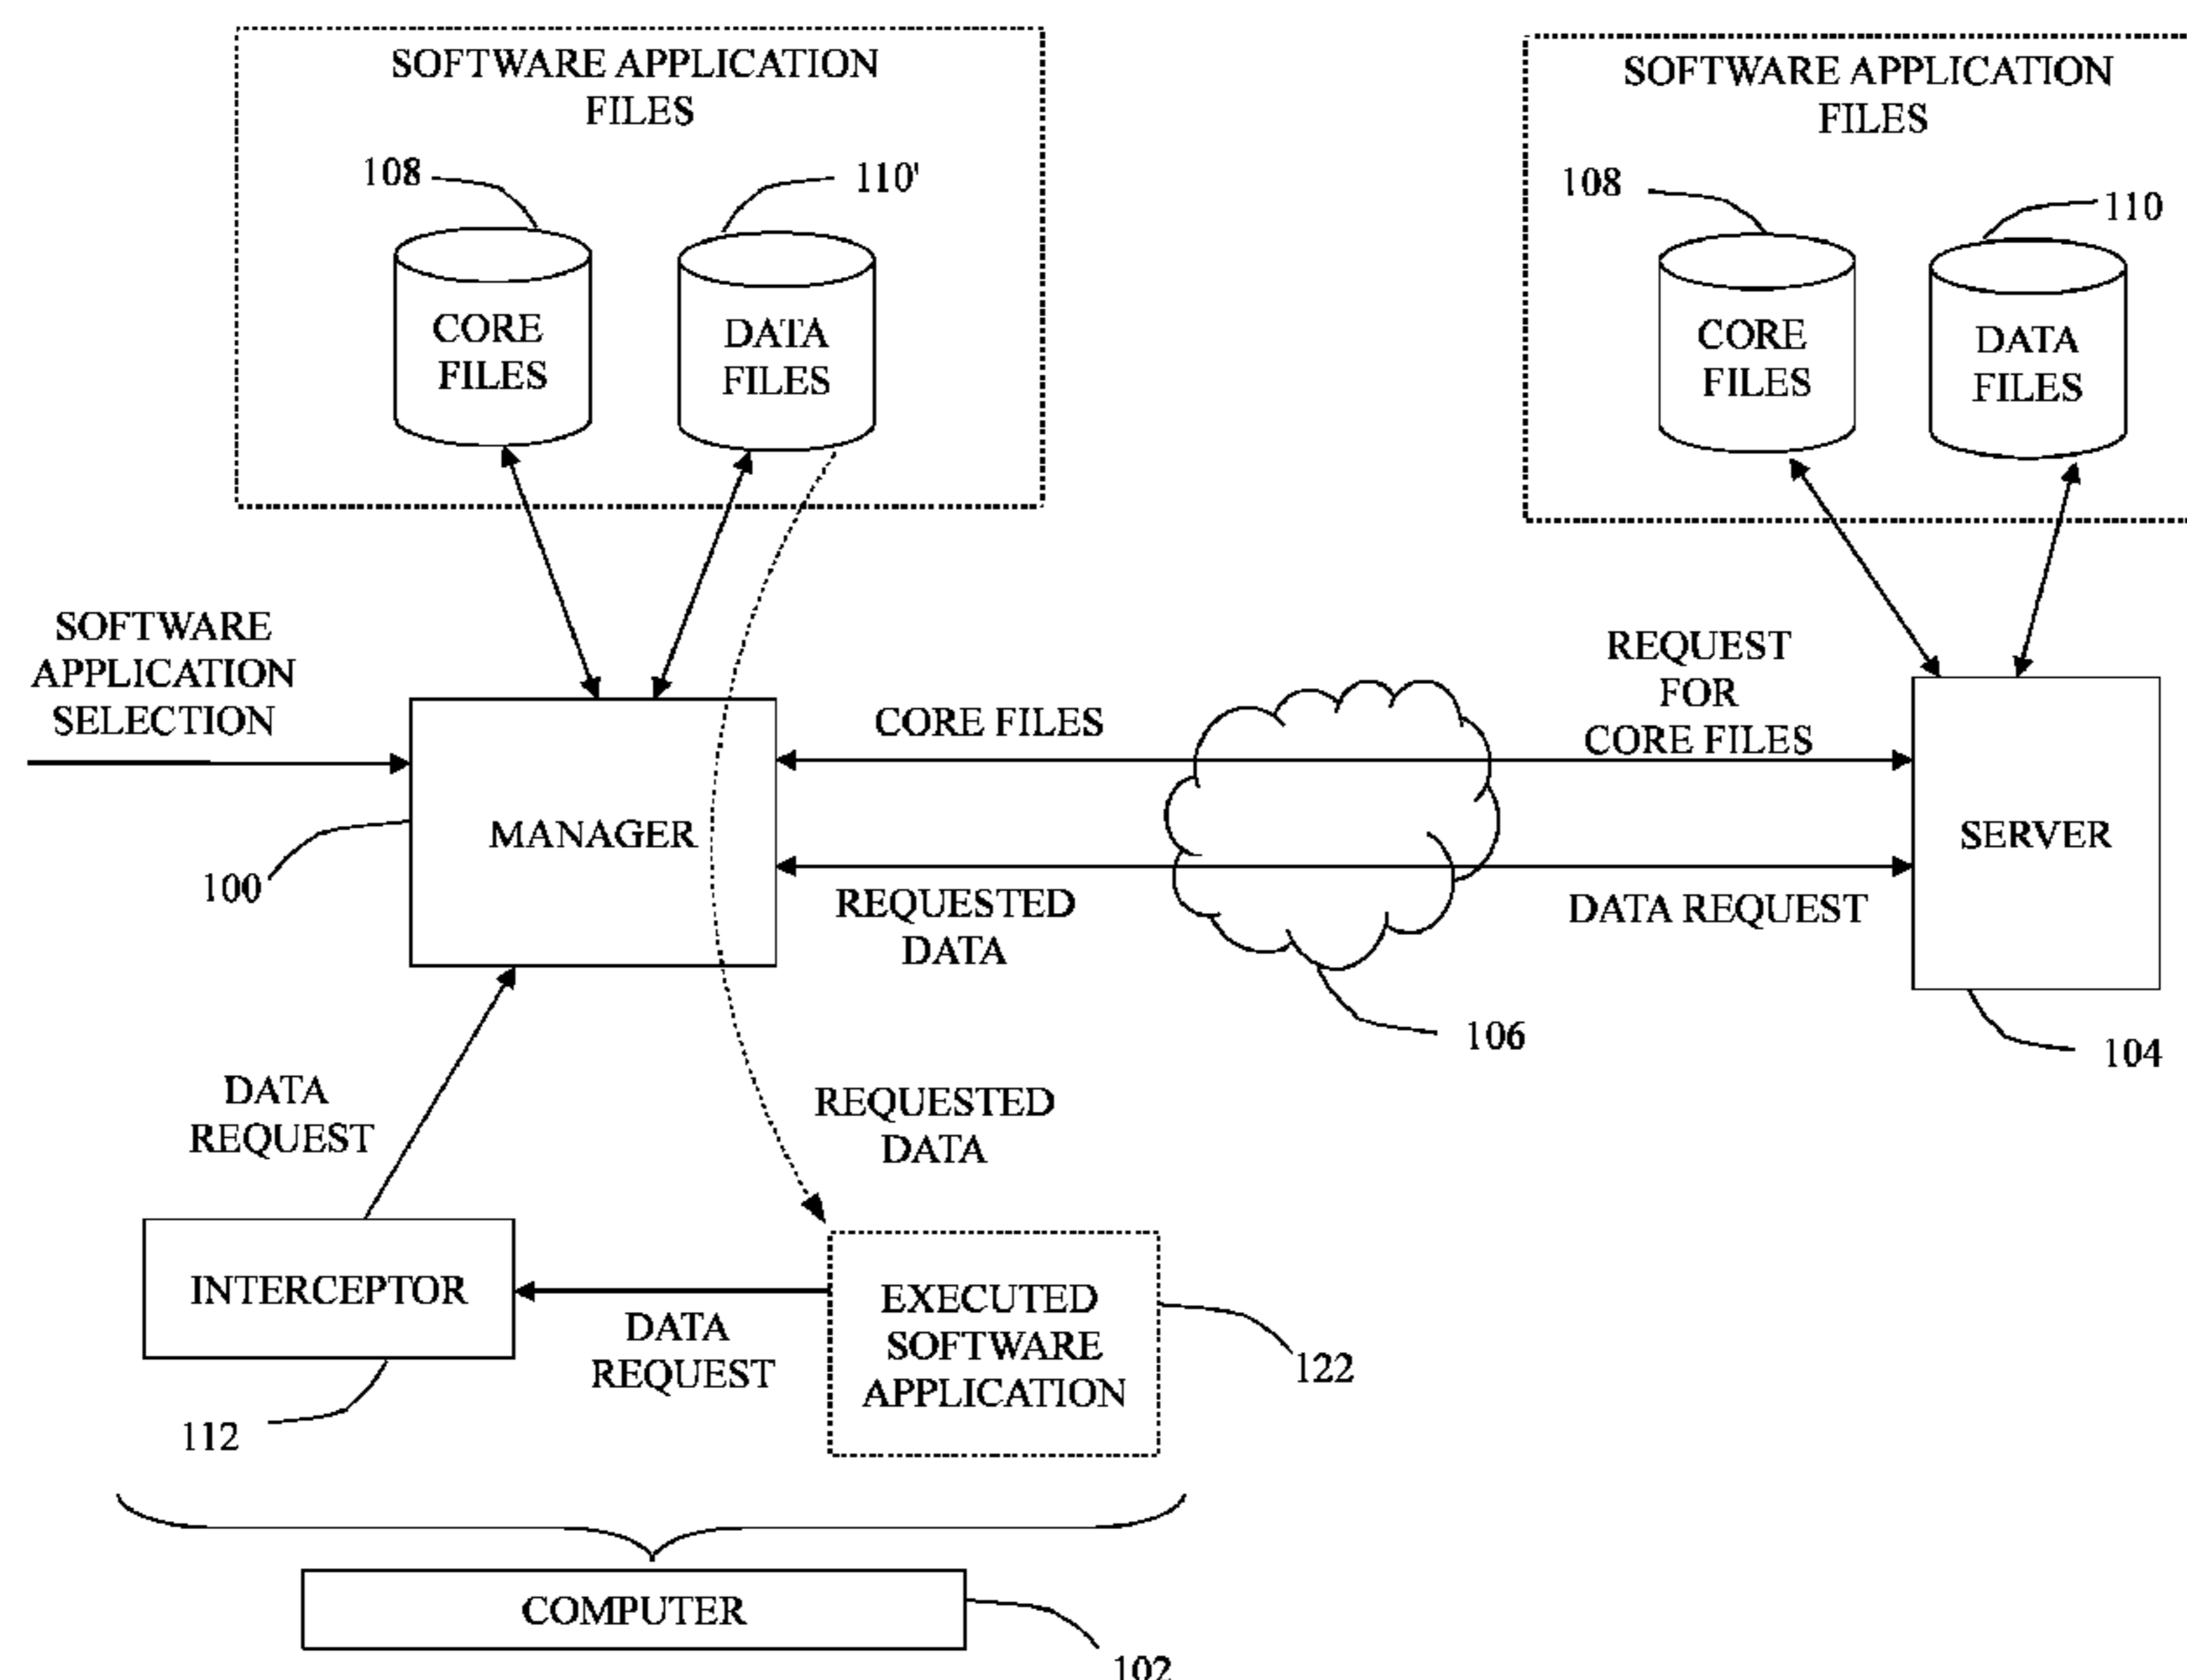 SOFTWARE APPLICATION
FILES
108
110'
CORE
FILES
DATA
FILES
SOFTWARE APPLICATION
FILES
108
110
CORE
FILES
DATA
FILES
SOFTWARE
APPLICATION
SELECTION
MANAGER
100
CORE FILES
REQUEST
FOR
CORE FILES
REQUESTED
DATA
DATA REQUEST
SERVER
106
104
DATA
REQUEST
REQUESTED
DATA
INTERCEPTOR
112
DATA
REQUEST
EXECUTED
SOFTWARE
APPLICATION
122
COMPUTER
102